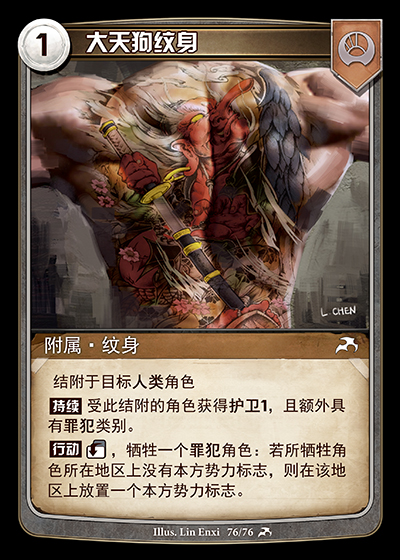 1
大天狗纹身
L CHEN
附属·纹身
结附于目标人类角色
持续 受此结附的角色获得护卫1，且额外具
有罪犯类别。
行动 ，牺牲一个罪犯角色：若所牺牲角
色所在地区上没有本方势力标志，则在该地
区上放置一个本方势力标志。
Illus. Lin Enxi 76/76